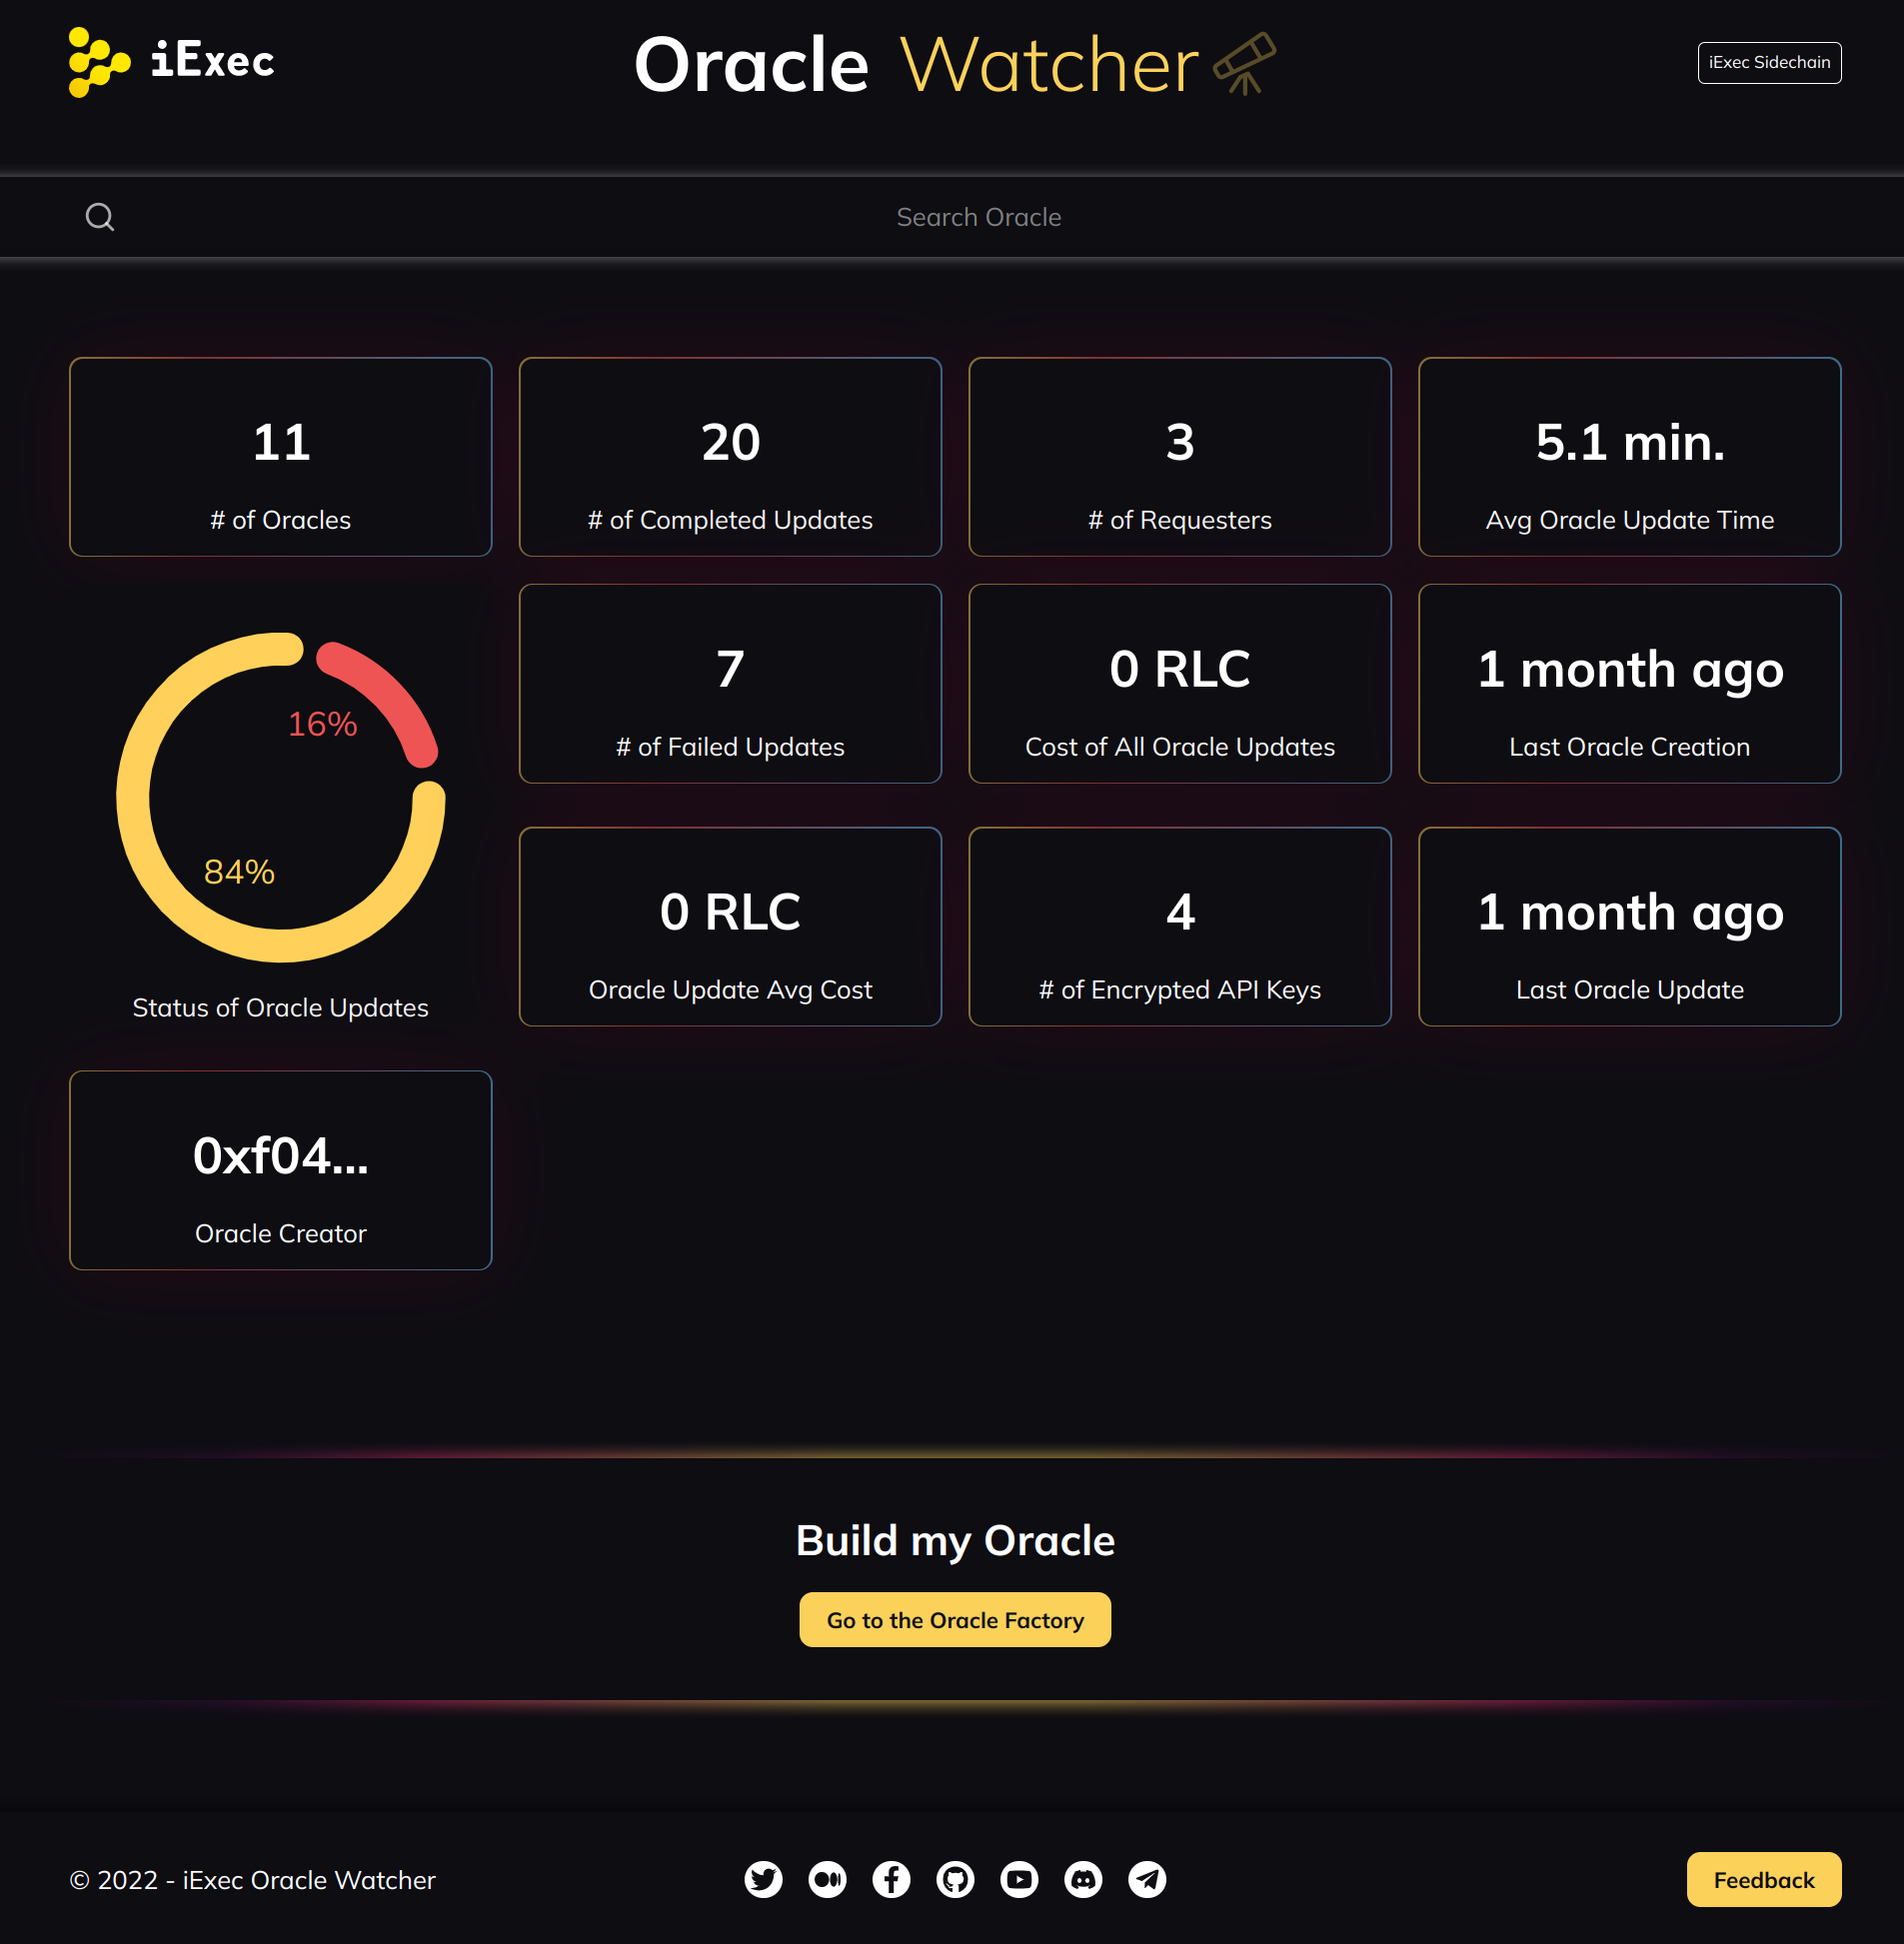 iExec
Oracle Watcher
iExec Sidechain
Search Oracle
11
# of Oracles
20
# of Completed Updates
3
# of Requesters
5.1 min.
Avg Oracle Update Time
16%
84%
Status of Oracle Updates
7
# of Failed Updates
0 RLC
Cost of All Oracle Updates
1 month ago
Last Oracle Creation
0 RLC
Oracle Update Avg Cost
4
# of Encrypted API Keys
1 month ago
Last Oracle Update
0xf04...
Oracle Creator
Build my Oracle
Go to the Oracle Factory
© 2022 - iExec Oracle Watcher
Feedback